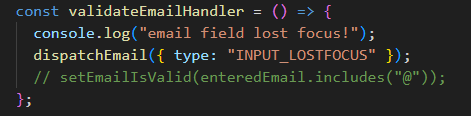 const validateEmailHandler = () => {
  console.log("email field lost focus!");
  dispatchEmail({ type: "INPUT_LOSTFOCUS" });
  // setEmailIsValid(enteredEmail.includes("@"));
};